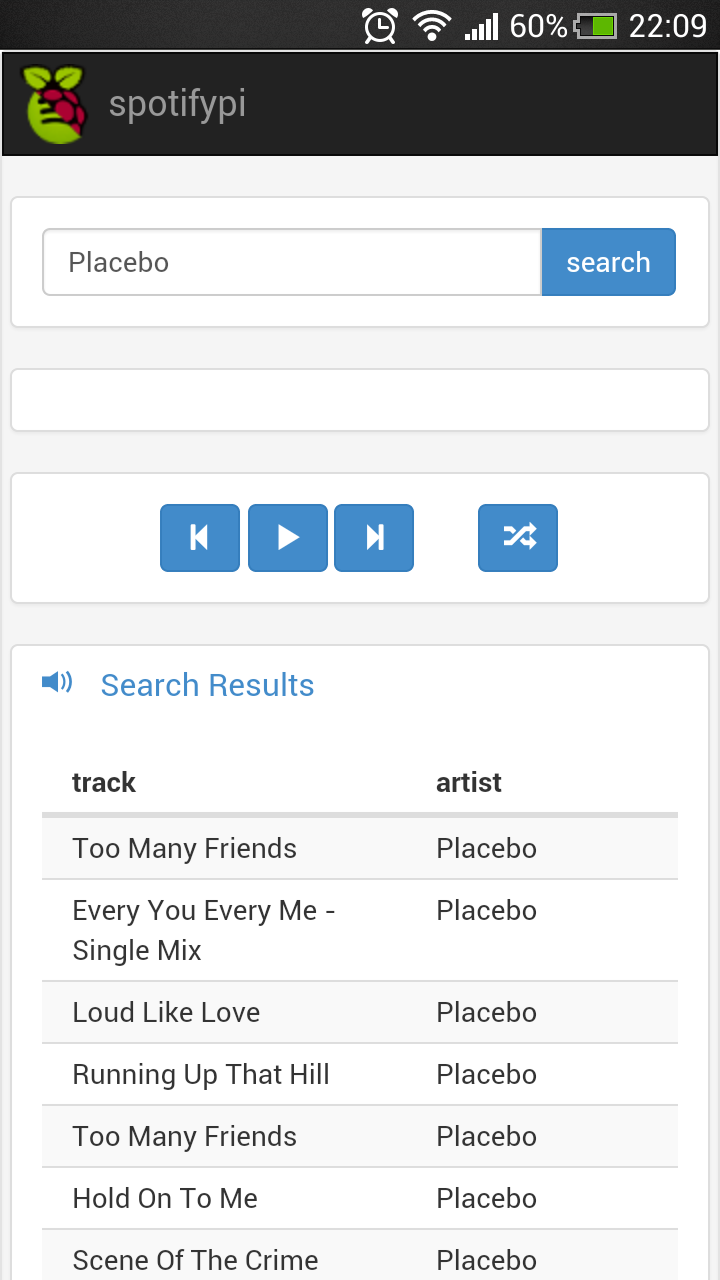 60% 22:09
spotifypi
Placebo search
Search Results
track artist
Too Many Friends Placebo
Every You Every Me - Placebo
Single Mix
Loud Like Love Placebo
Running Up That Hill Placebo
Too Many Friends Placebo
Hold On To Me Placebo
Scene Of The Crime Placebo